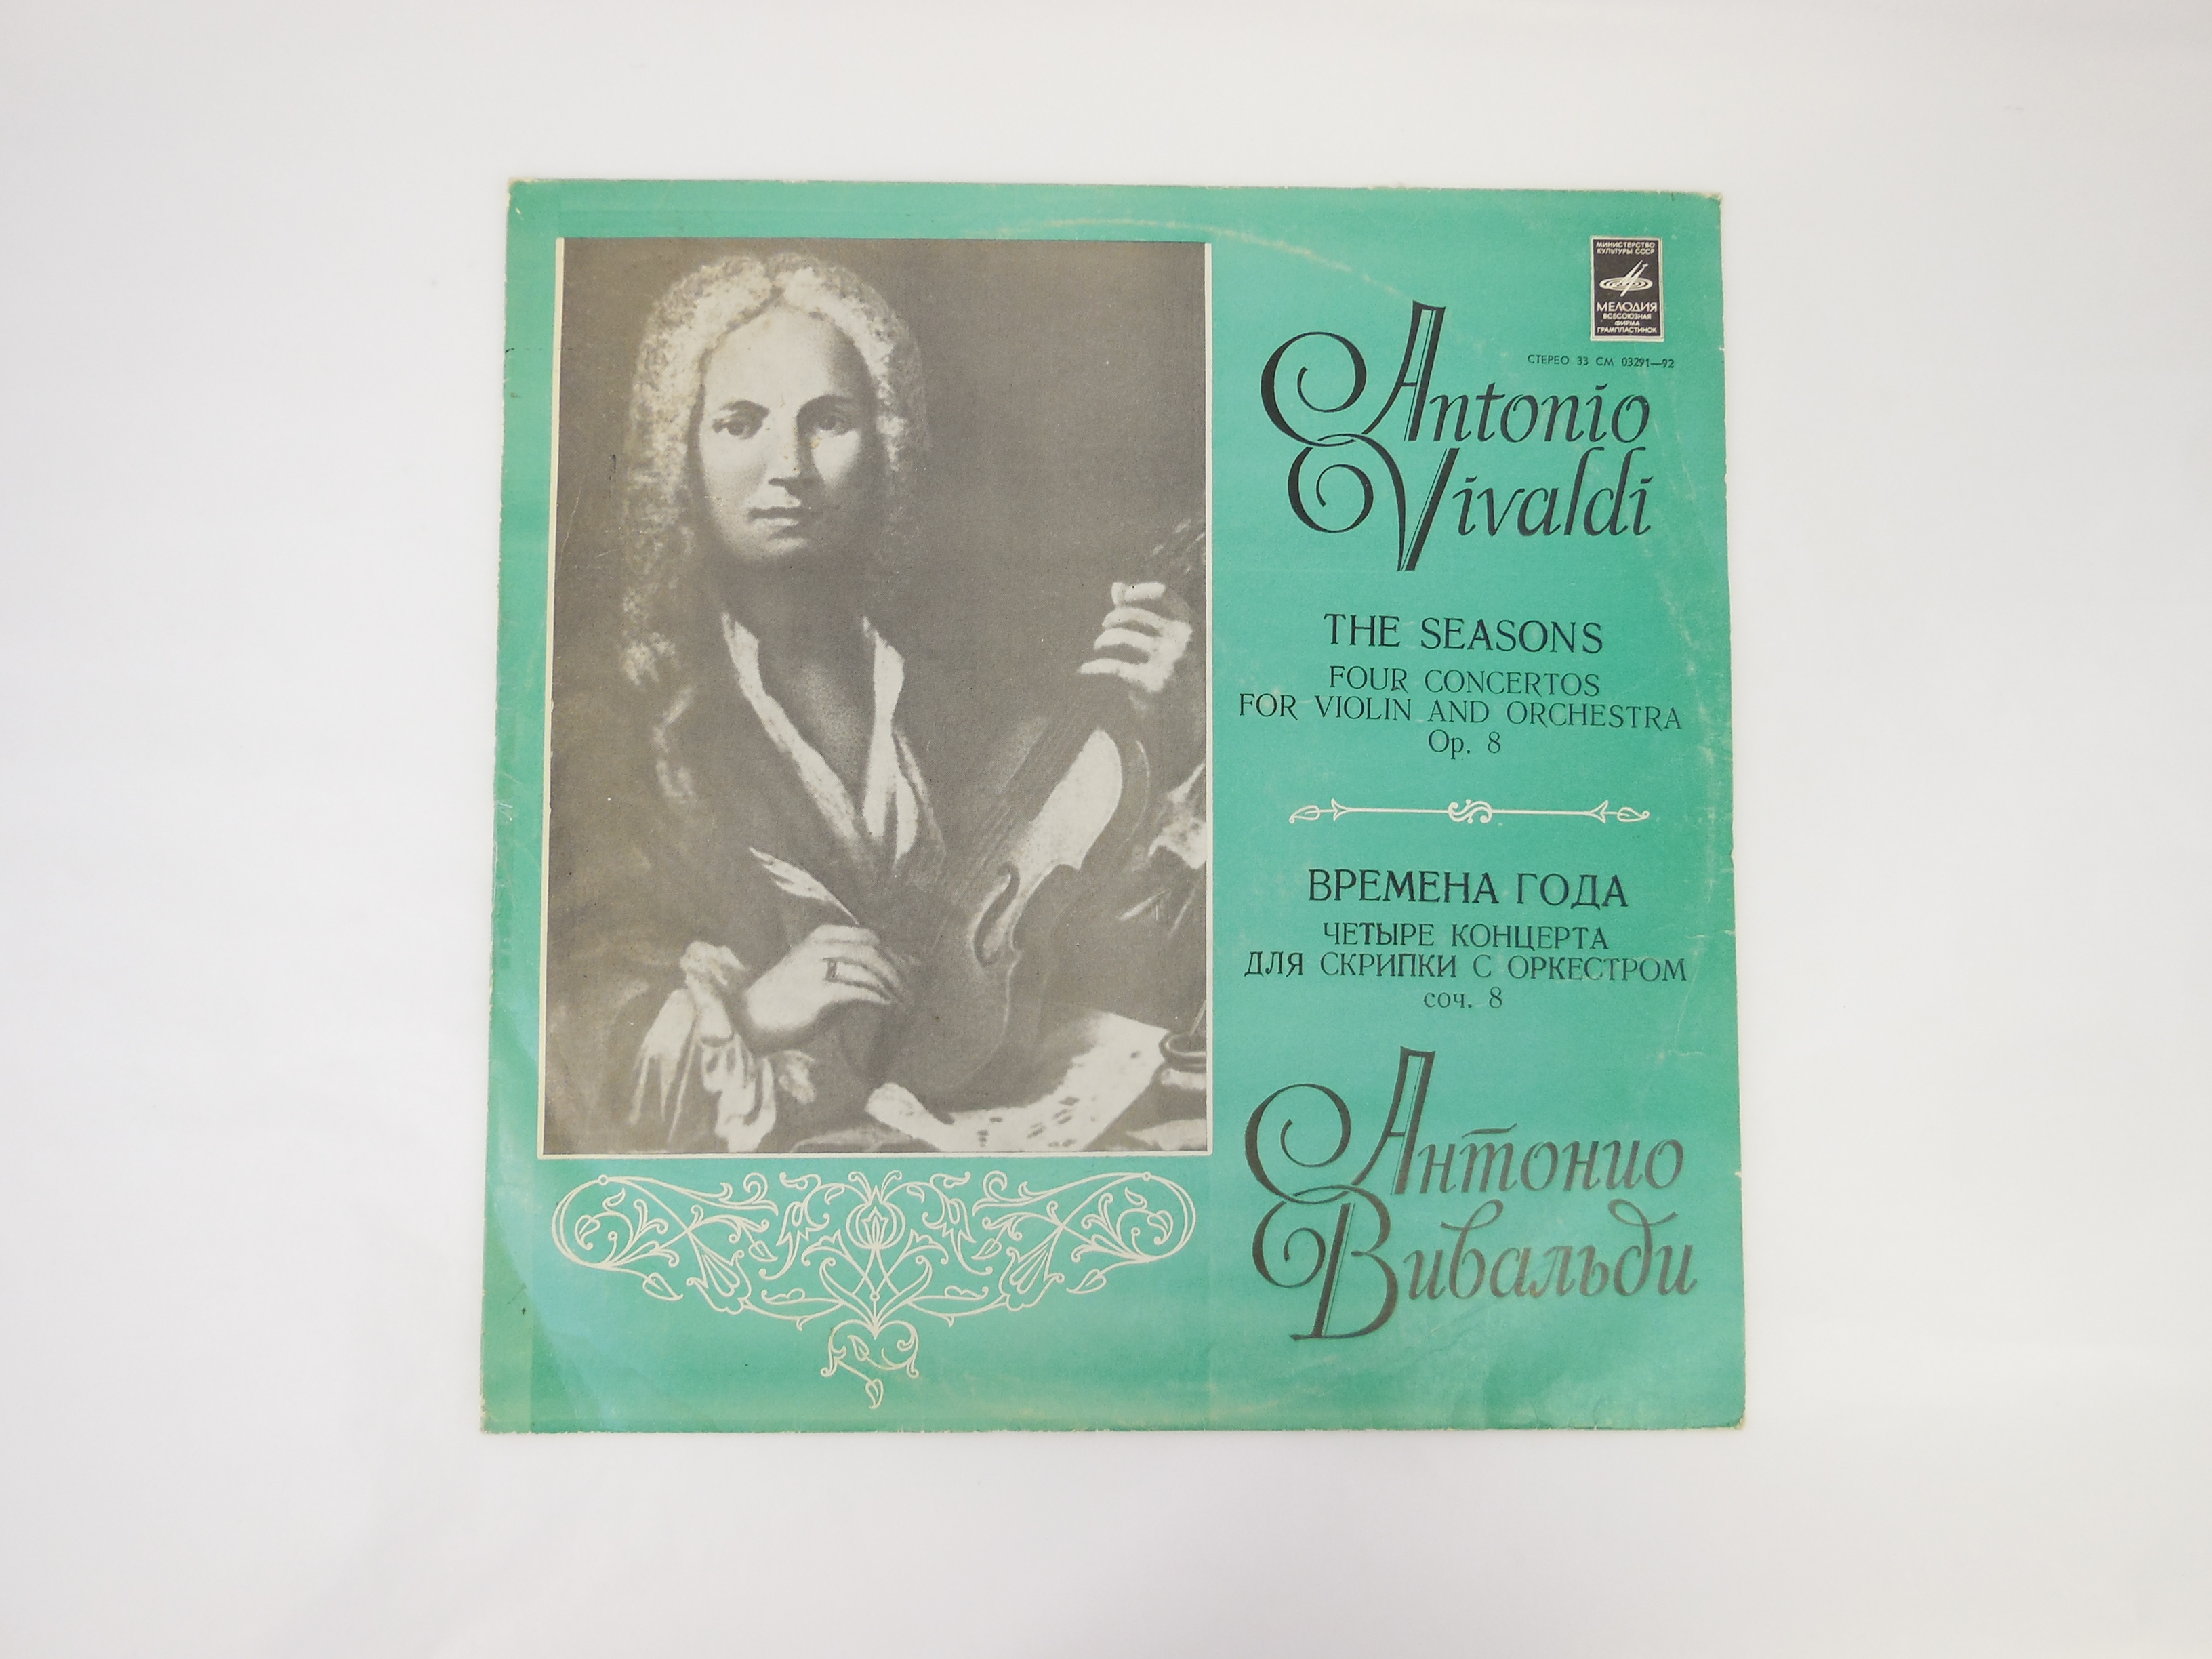 МИНИСТЕРСТВО
КУЛЬТУРЫ СССР
МЕЛОДИЯ
ВСЕСОЮЗНАЯ
ФИРМА
ГРАМПЛАСТИНОК
СТЕРЕО 33 СМ 03291—92
Antonio
Vivaldi
THE SEASONS
FOUR CONCERTOS
FOR VIOLIN AND ORCHESTRA
Op. 8
ВРЕМЕНА ГОДА
ЧЕТЫРЕ КОНЦЕРТА
ДЛЯ СКРИПКИ С ОРКЕСТРОМ
соч. 8
Антонио
Вивальди